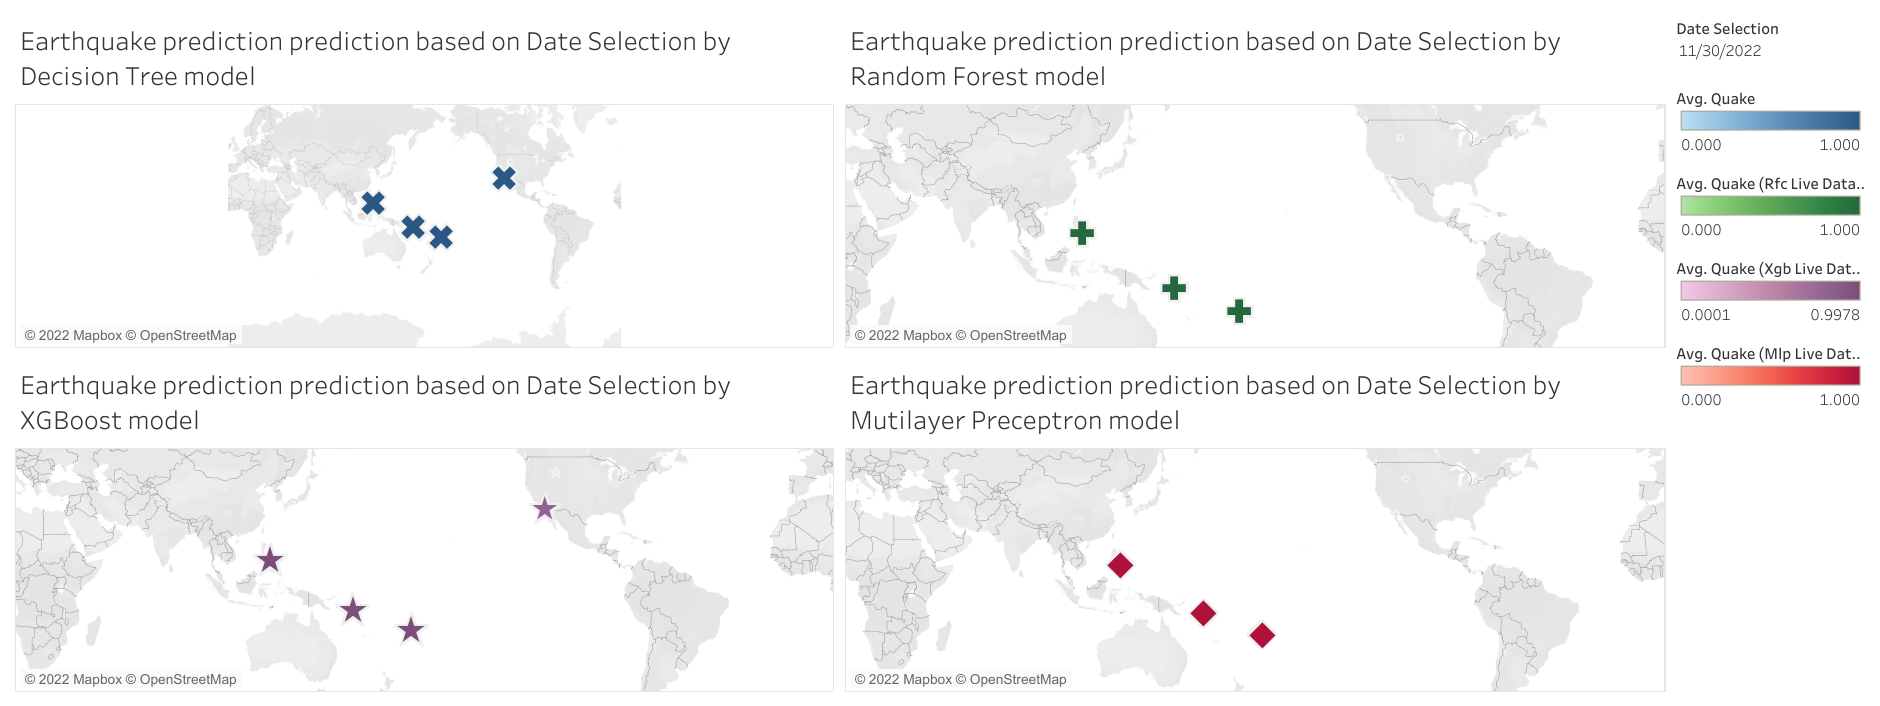 Earthquake prediction prediction based on Date Selection by
Decision Tree model
© 2022 Mapbox © OpenStreetMap
Earthquake prediction prediction based on Date Selection by
Random Forest model
© 2022 Mapbox © OpenStreetMap
Earthquake prediction prediction based on Date Selection by
XGBoost model
© 2022 Mapbox © OpenStreetMap
Earthquake prediction prediction based on Date Selection by
Mutilayer Preceptron model
© 2022 Mapbox © OpenStreetMap
Date Selection
11/30/2022
Avg. Quake
0.000 1.000
Avg. Quake (Rfc Live Data..
0.000 1.000
Avg. Quake (Xgb Live Dat..
0.0001 0.9978
Avg. Quake (Mlp Live Dat..
0.000 1.000